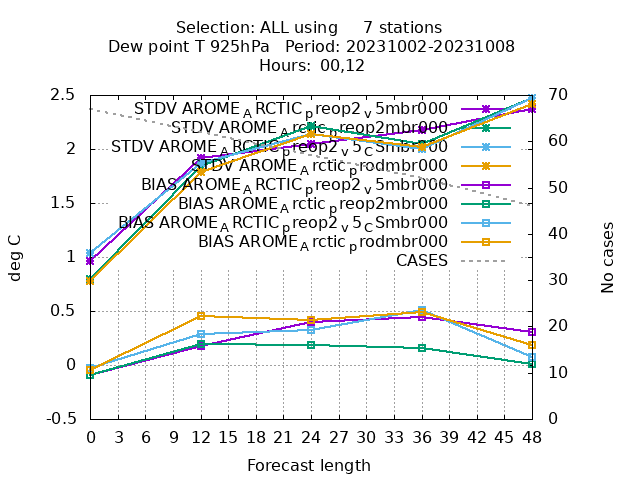 Selection: ALL using     7 stations
Dew point T 925hPa   Period: 20231002-20231008
Hours:  00,12
2.5
2
1.5
1
0.5
0
-0.5
70
60
50
40
30
20
10
0
deg C
No cases
STDV AROME_ARCTIC_preop2_v5mbr000
STDV AROME_Arctic_preop2mbr000
STDV AROME_ARCTIC_preop2_v5_CSmbr000
STDV AROME_Arctic_prodmbr000
BIAS AROME_ARCTIC_preop2_v5mbr000
BIAS AROME_Arctic_preop2mbr000
BIAS AROME_ARCTIC_preop2_v5_CSmbr000
BIAS AROME_Arctic_prodmbr000
CASES
0 3 6 9 12 15 18 21 24 27 30 33 36 39 42 45 48
Forecast length